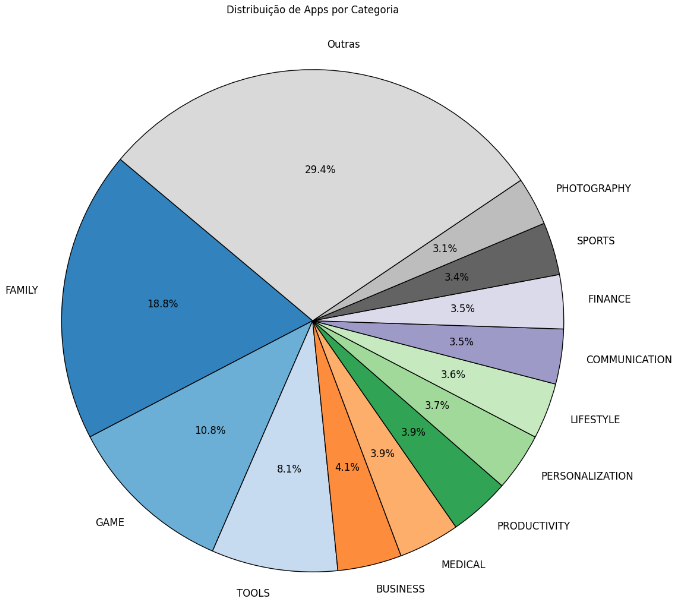 Distribuição de Apps por Categoria
Outras
29.4%
PHOTOGRAPHY
3.1%
SPORTS
3.4%
FINANCE
3.5%
COMMUNICATION
3.5%
LIFESTYLE
3.6%
PERSONALIZATION
3.7%
PRODUCTIVITY
3.9%
MEDICAL
3.9%
BUSINESS
4.1%
TOOLS
8.1%
GAME
10.8%
FAMILY
18.8%